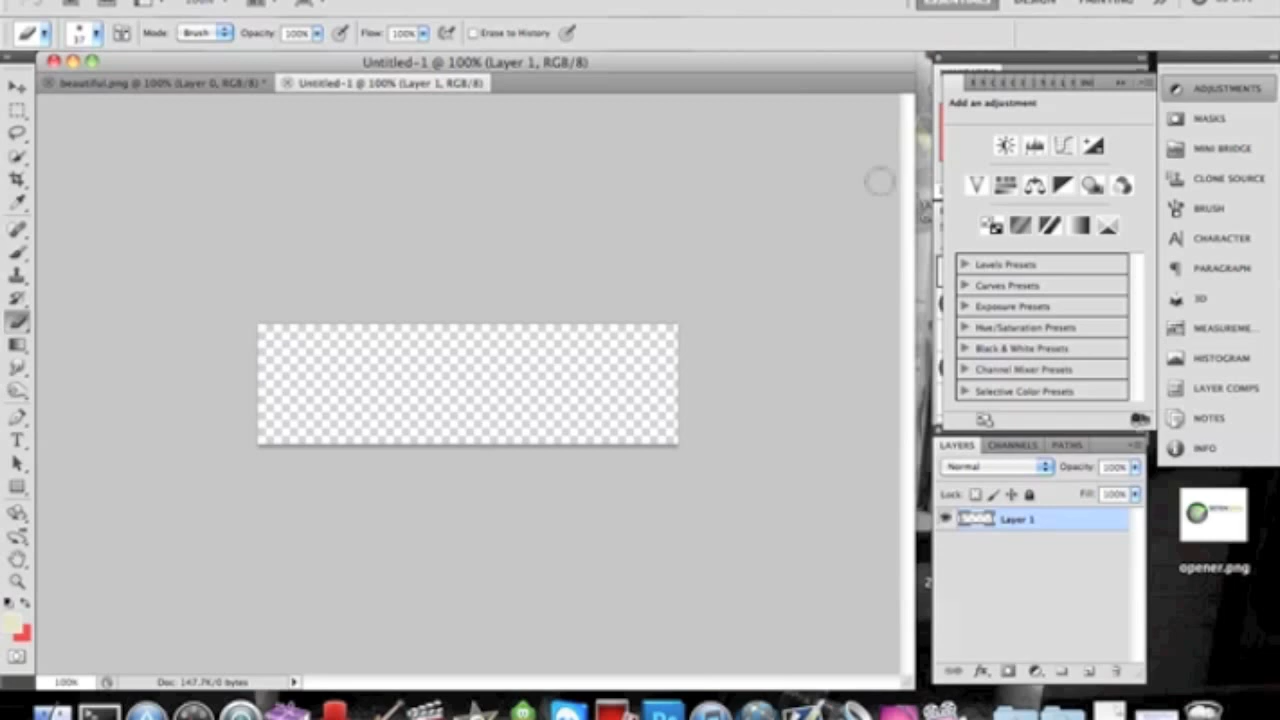 37 Mode: Brush Opacity: 100% Flow: 100% Erase to History
Untitled-1 @ 100% (Layer 1, RGB/8)
beautiful.png @ 100% (Layer 0, RGB/8) *
Untitled-1 @ 100% (Layer 1, RGB/8)
Add an adjustment
Levels Presets
Curves Presets
Exposure Presets
Hue/Saturation Presets
Black & White Presets
Channel Mixer Presets
Selective Color Presets
ADJUSTMENTS
MASKS
MINI BRIDGE
CLONE SOURCE
BRUSH
CHARACTER
PARAGRAPH
3D
MEASUREME...
HISTOGRAM
LAYER COMPS
NOTES
INFO
LAYERS CHANNELS PATHS
Normal Opacity: 100%
Lock: Fill: 100%
Layer 1
opener.png
100% Doc: 147.7K/0 bytes